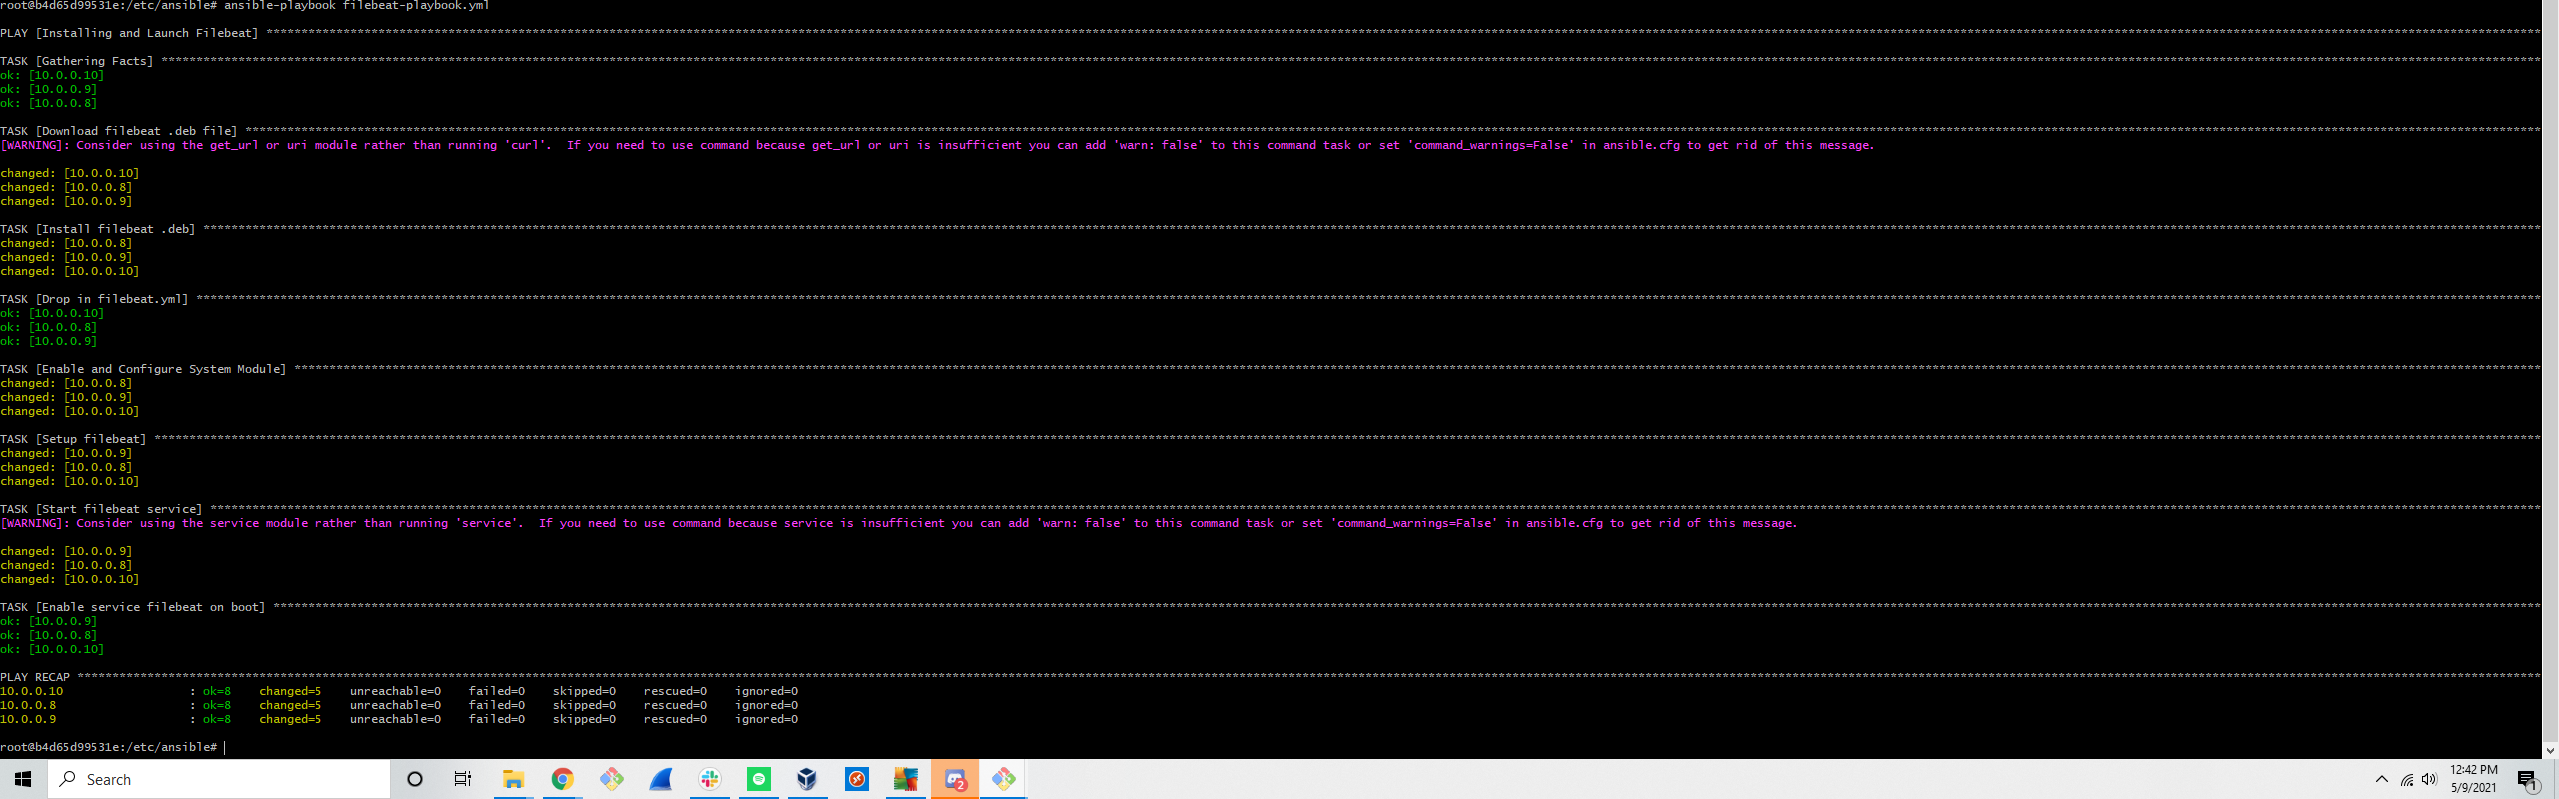 root@b4d65d99531e:/etc/ansible# ansible-playbook filebeat-playbook.yml
PLAY [Installing and Launch Filebeat] ****************************************************************
TASK [Gathering Facts] ****************************************************************
ok: [10.0.0.10]
ok: [10.0.0.9]
ok: [10.0.0.8]
TASK [Download filebeat .deb file] ****************************************************************
[WARNING]: Consider using the get_url or uri module rather than running 'curl'.  If you need to use command because get_url or uri is insufficient you can add 'warn: false' to this command task or set 'command_warnings=False' in ansible.cfg to get rid of this message.
changed: [10.0.0.10]
changed: [10.0.0.8]
changed: [10.0.0.9]
TASK [Install filebeat .deb] ****************************************************************
changed: [10.0.0.8]
changed: [10.0.0.9]
changed: [10.0.0.10]
TASK [Drop in filebeat.yml] ****************************************************************
ok: [10.0.0.10]
ok: [10.0.0.8]
ok: [10.0.0.9]
TASK [Enable and Configure System Module] ****************************************************************
changed: [10.0.0.8]
changed: [10.0.0.9]
changed: [10.0.0.10]
TASK [Setup filebeat] ****************************************************************
changed: [10.0.0.9]
changed: [10.0.0.8]
changed: [10.0.0.10]
TASK [Start filebeat service] ****************************************************************
[WARNING]: Consider using the service module rather than running 'service'.  If you need to use command because service is insufficient you can add 'warn: false' to this command task or set 'command_warnings=False' in ansible.cfg to get rid of this message.
changed: [10.0.0.9]
changed: [10.0.0.8]
changed: [10.0.0.10]
TASK [Enable service filebeat on boot] ****************************************************************
ok: [10.0.0.9]
ok: [10.0.0.8]
ok: [10.0.0.10]
PLAY RECAP ****************************************************************
10.0.0.10 : ok=8 changed=5 unreachable=0 failed=0 skipped=0 rescued=0 ignored=0
10.0.0.8 : ok=8 changed=5 unreachable=0 failed=0 skipped=0 rescued=0 ignored=0
10.0.0.9 : ok=8 changed=5 unreachable=0 failed=0 skipped=0 rescued=0 ignored=0
root@b4d65d99531e:/etc/ansible#
Search
2
12:42 PM
5/9/2021
1